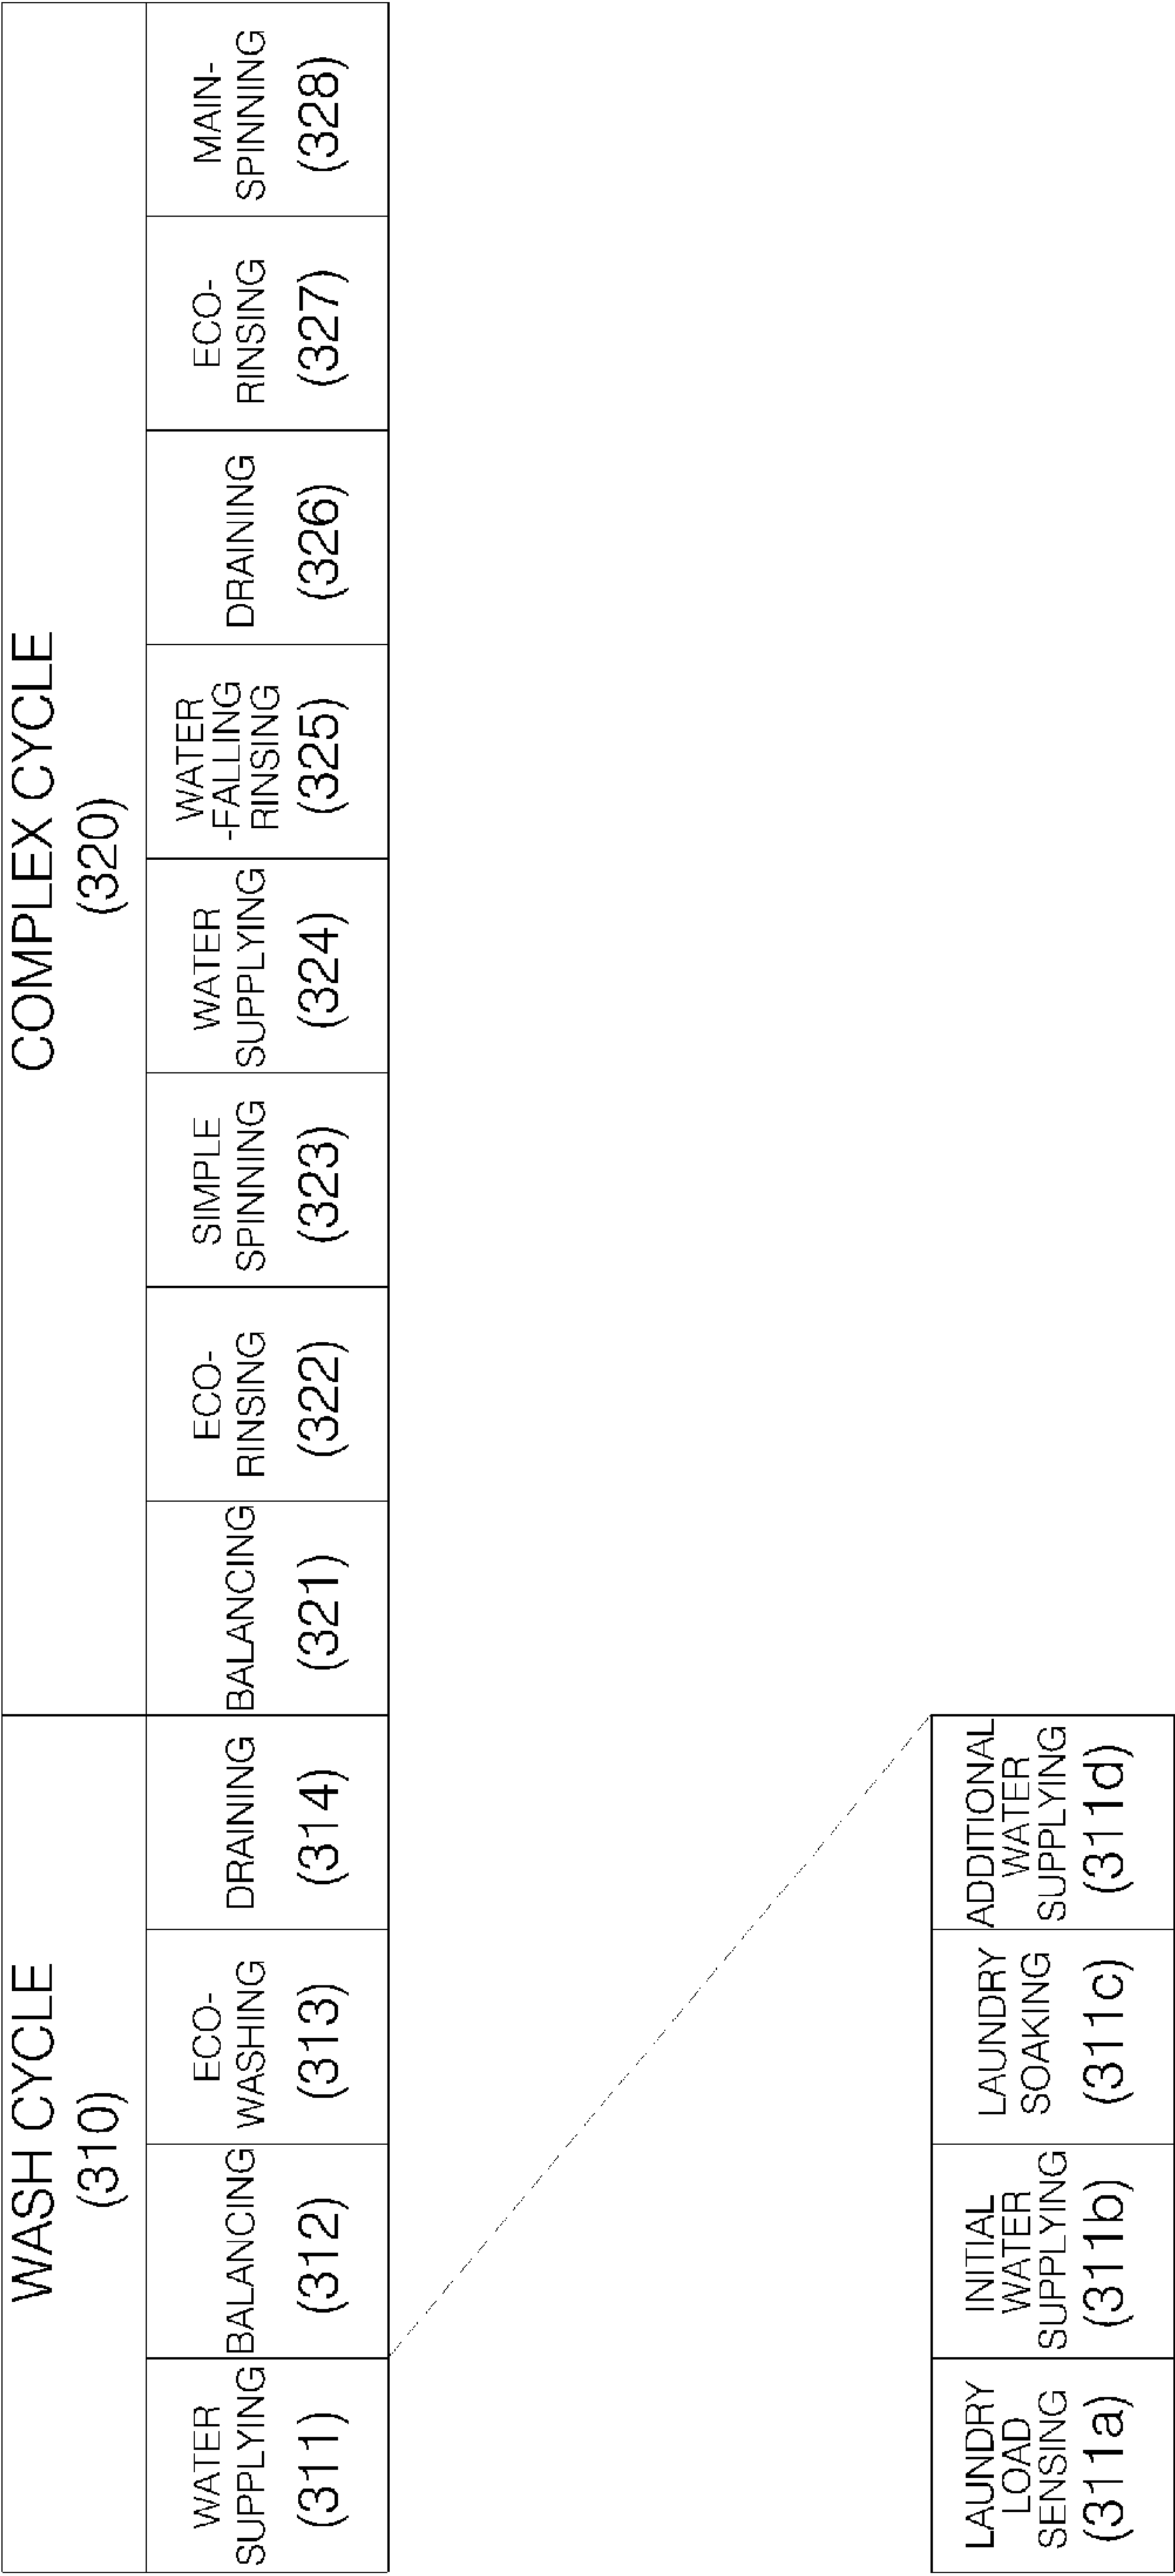 WASH CYCLE
(310)
COMPLEX CYCLE
(320)
WATER
SUPPLYING
(311)
BALANCING
(312)
ECO-
WASHING
(313)
DRAINING
(314)
BALANCING
(321)
ECO-
RINSING
(322)
SIMPLE
SPINNING
(323)
WATER
SUPPLYING
(324)
WATER
-FALLING
RINSING
(325)
DRAINING
(326)
ECO-
RINSING
(327)
MAIN-
SPINNING
(328)
LAUNDRY
LOAD
SENSING
(311a)
INITIAL
WATER
SUPPLYING
(311b)
LAUNDRY
SOAKING
(311c)
ADDITIONAL
WATER
SUPPLYING
(311d)